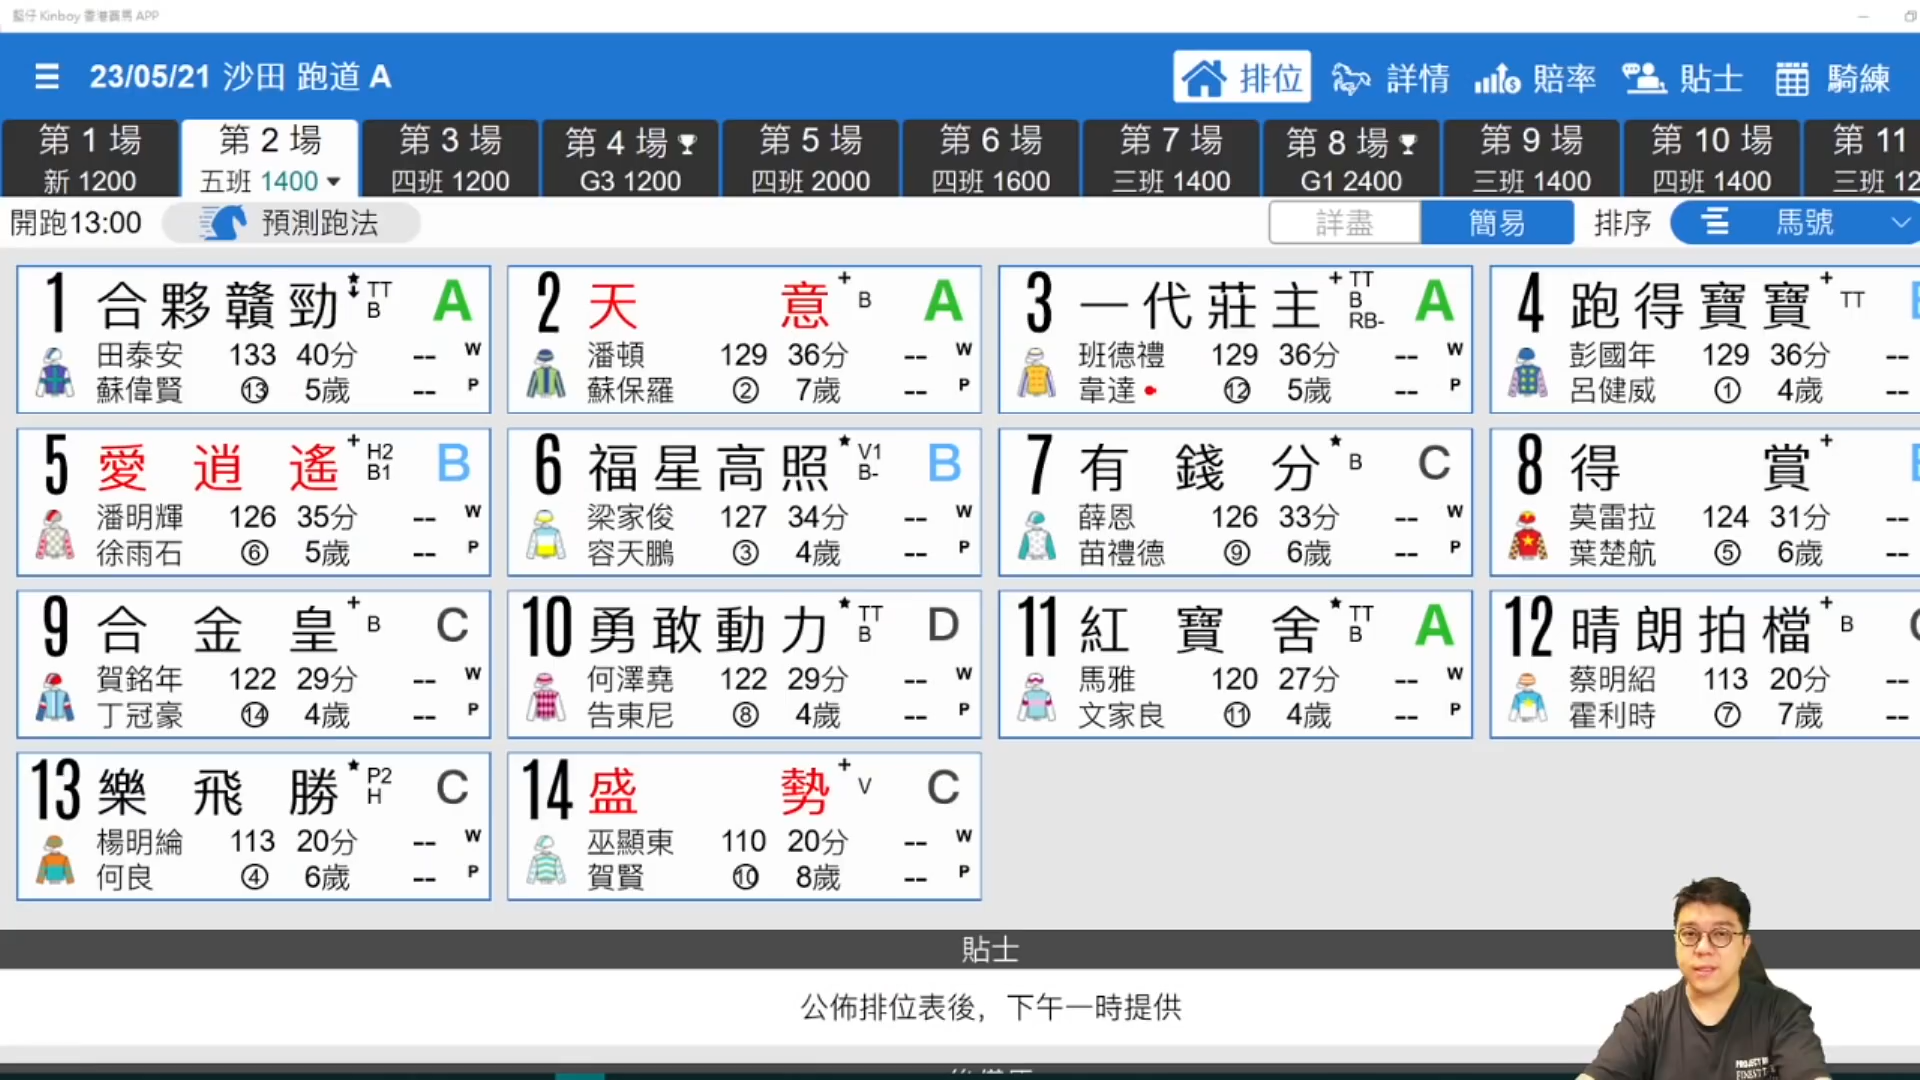 藍仔 Kinboy 香港賽馬 APP
23/05/21 沙田 跑道 A
排位 詳情 賠率 貼士 騎練
第 1 場 第 2 場 第 3 場 第 4 場 第 5 場 第 6 場 第 7 場 第 8 場 第 9 場 第 10 場 第 11
新 1200 五班 1400 四班 1200 G3 1200 四班 2000 四班 1600 三班 1400 G1 2400 三班 1400 四班 1400 三班 12
開跑13:00 預測跑法 詳盡 簡易 排序 馬號
1 合夥贛勁 TT B A
田泰安 133 40分 -- W
蘇偉賢 ⑬ 5歲 -- P
2 天意 + B A
潘頓 129 36分 -- W
蘇保羅 ② 7歲 -- P
3 一代莊主 + TT B RB- A
班德禮 129 36分 -- W
韋達 ⑫ 5歲 -- P
4 跑得寶寶 + TT
彭國年 129 36分 --
呂健威 ① 4歲 --
5 愛逍遙 + H2 B1 B
潘明輝 126 35分 -- W
徐雨石 ⑥ 5歲 -- P
6 福星高照 ★ V1 B- B
梁家俊 127 34分 -- W
容天鵬 ③ 4歲 -- P
7 有錢分 ★ B C
薛恩 126 33分 -- W
苗禮德 ⑨ 6歲 -- P
8 得賞 +
莫雷拉 124 31分 --
葉楚航 ⑤ 6歲 --
9 合金皇 + B C
賀銘年 122 29分 -- W
丁冠豪 ⑭ 4歲 -- P
10 勇敢動力 ★ TT B D
何澤堯 122 29分 -- W
告東尼 ⑧ 4歲 -- P
11 紅寶舍 ★ TT B A
馬雅 120 27分 -- W
文家良 ⑪ 4歲 -- P
12 晴朗拍檔 + B
蔡明紹 113 20分 --
霍利時 ⑦ 7歲 --
13 樂飛勝 ★ P2 H C
楊明綸 113 20分 -- W
何良 ④ 6歲 -- P
14 盛勢 + V C
巫顯東 110 20分 -- W
賀賢 ⑩ 8歲 -- P
貼士
公佈排位表後，下午一時提供